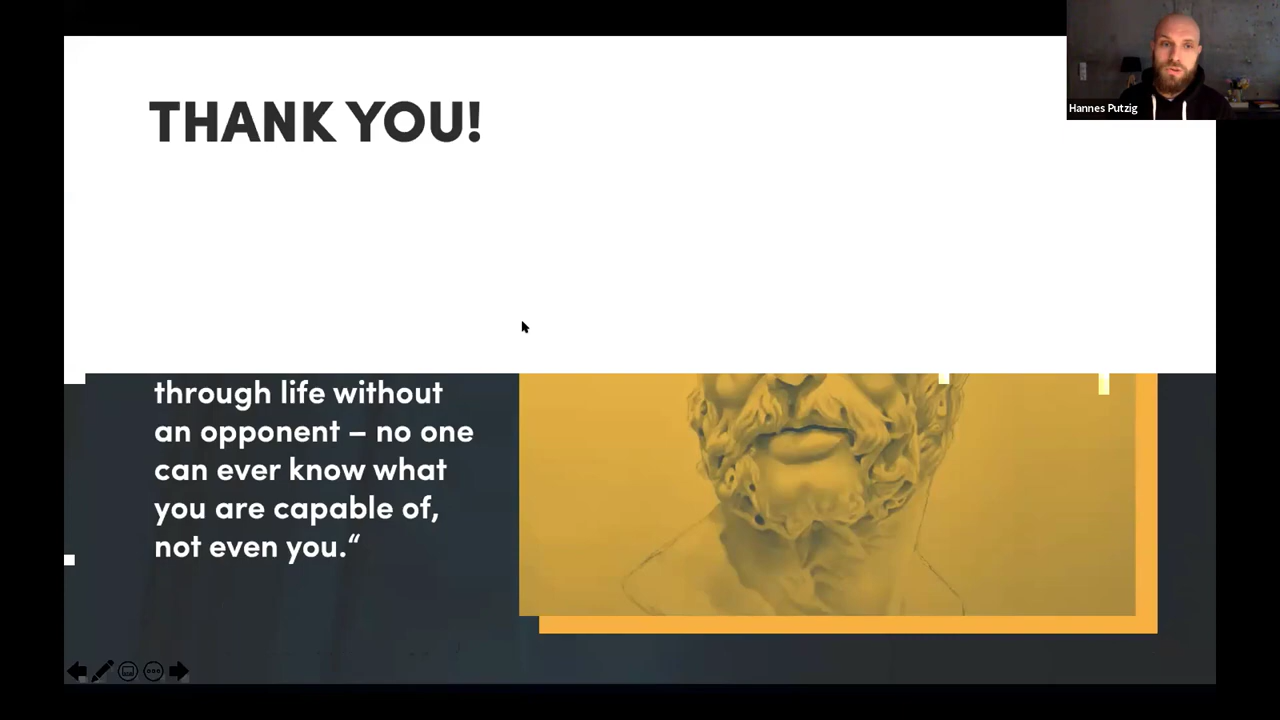 THANK YOU!
Hannes Putzig
through life without
an opponent – no one
can ever know what
you are capable of,
not even you.“